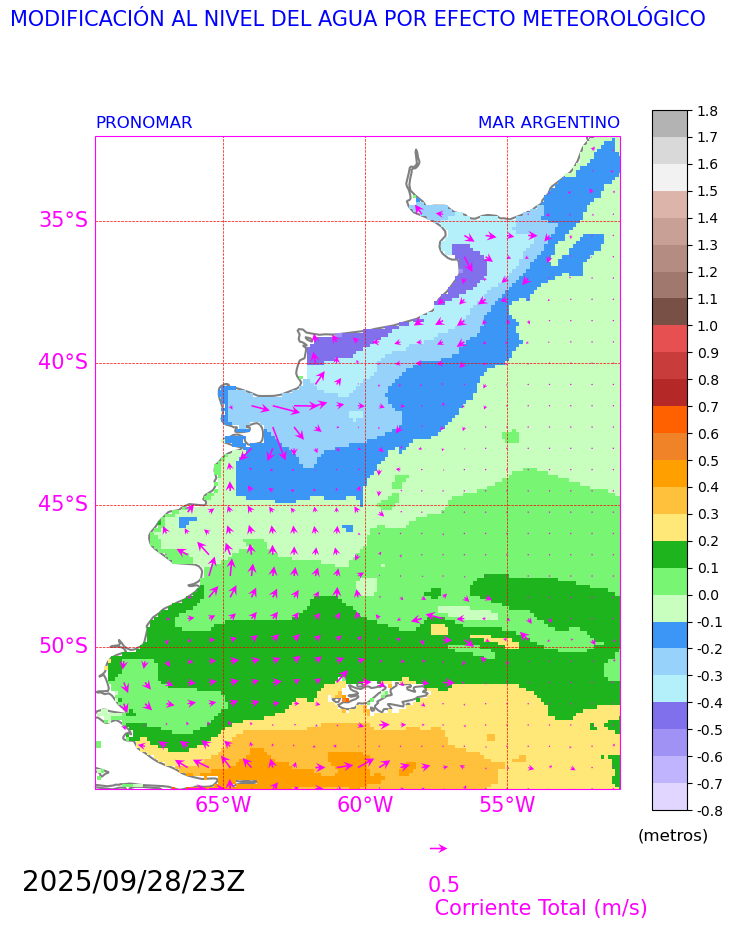 MODIFICACIÓN AL NIVEL DEL AGUA POR EFECTO METEOROLÓGICO
PRONOMAR
MAR ARGENTINO
35°S
40°S
45°S
50°S
65°W
60°W
55°W
1.8
1.7
1.6
1.5
1.4
1.3
1.2
1.1
1.0
0.9
0.8
0.7
0.6
0.5
0.4
0.3
0.2
0.1
0.0
-0.1
-0.2
-0.3
-0.4
-0.5
-0.6
-0.7
-0.8
(metros)
2025/09/28/23Z
0.5
Corriente Total (m/s)